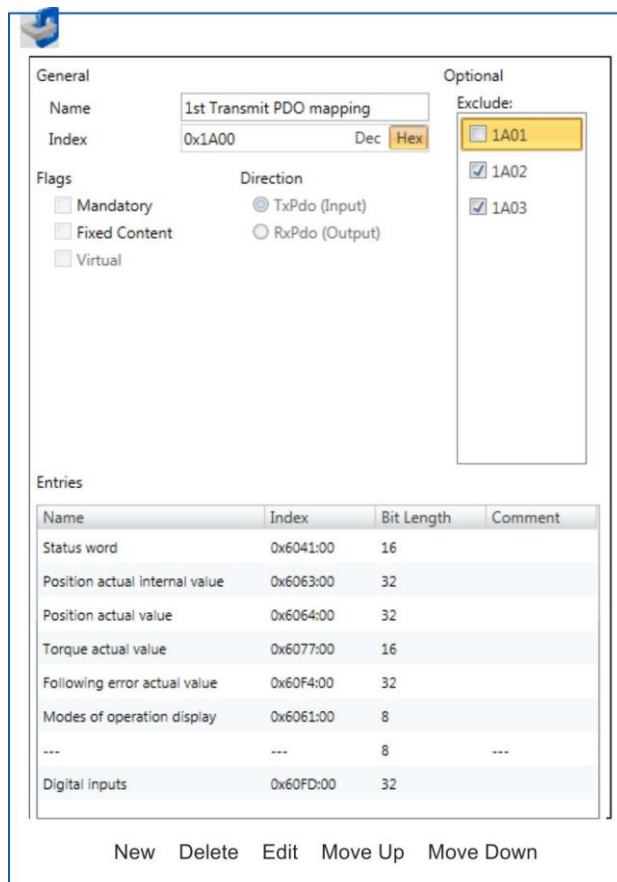 General
Optional
Name 1st Transmit PDO mapping
Exclude:
Index 0x1A00 Dec Hex
1A01
1A02
1A03
Flags
Direction
Mandatory
TxPdo (Input)
Fixed Content
RxPdo (Output)
Virtual
Entries
Name Index Bit Length Comment
Status word 0x6041:00 16
Position actual internal value 0x6063:00 32
Position actual value 0x6064:00 32
Torque actual value 0x6077:00 16
Following error actual value 0x60F4:00 32
Modes of operation display 0x6061:00 8
--- --- 8 ---
Digital inputs 0x60FD:00 32
New Delete Edit Move Up Move Down